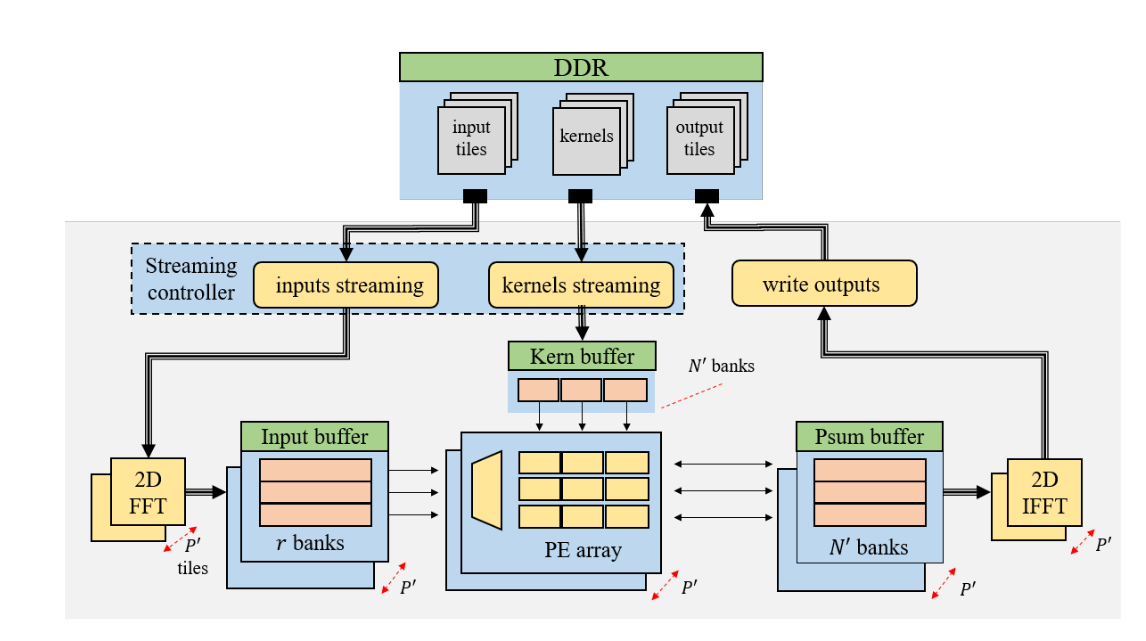 DDR
input
tiles
kernels
output
tiles
Streaming
controller
inputs streaming
kernels streaming
write outputs
Kern buffer
N′ banks
Input buffer
Psum buffer
2D
FFT
r banks
PE array
N′ banks
2D
IFFT
P′
tiles
P′
P′
P′
P′